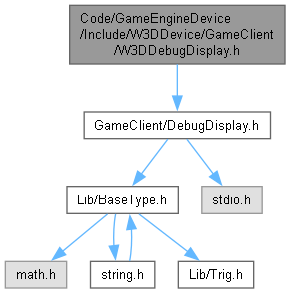 Code/GameEngineDevice
/Include/W3DDevice/GameClient
/W3DDebugDisplay.h
GameClient/DebugDisplay.h
Lib/BaseType.h
stdio.h
math.h
string.h
Lib/Trig.h